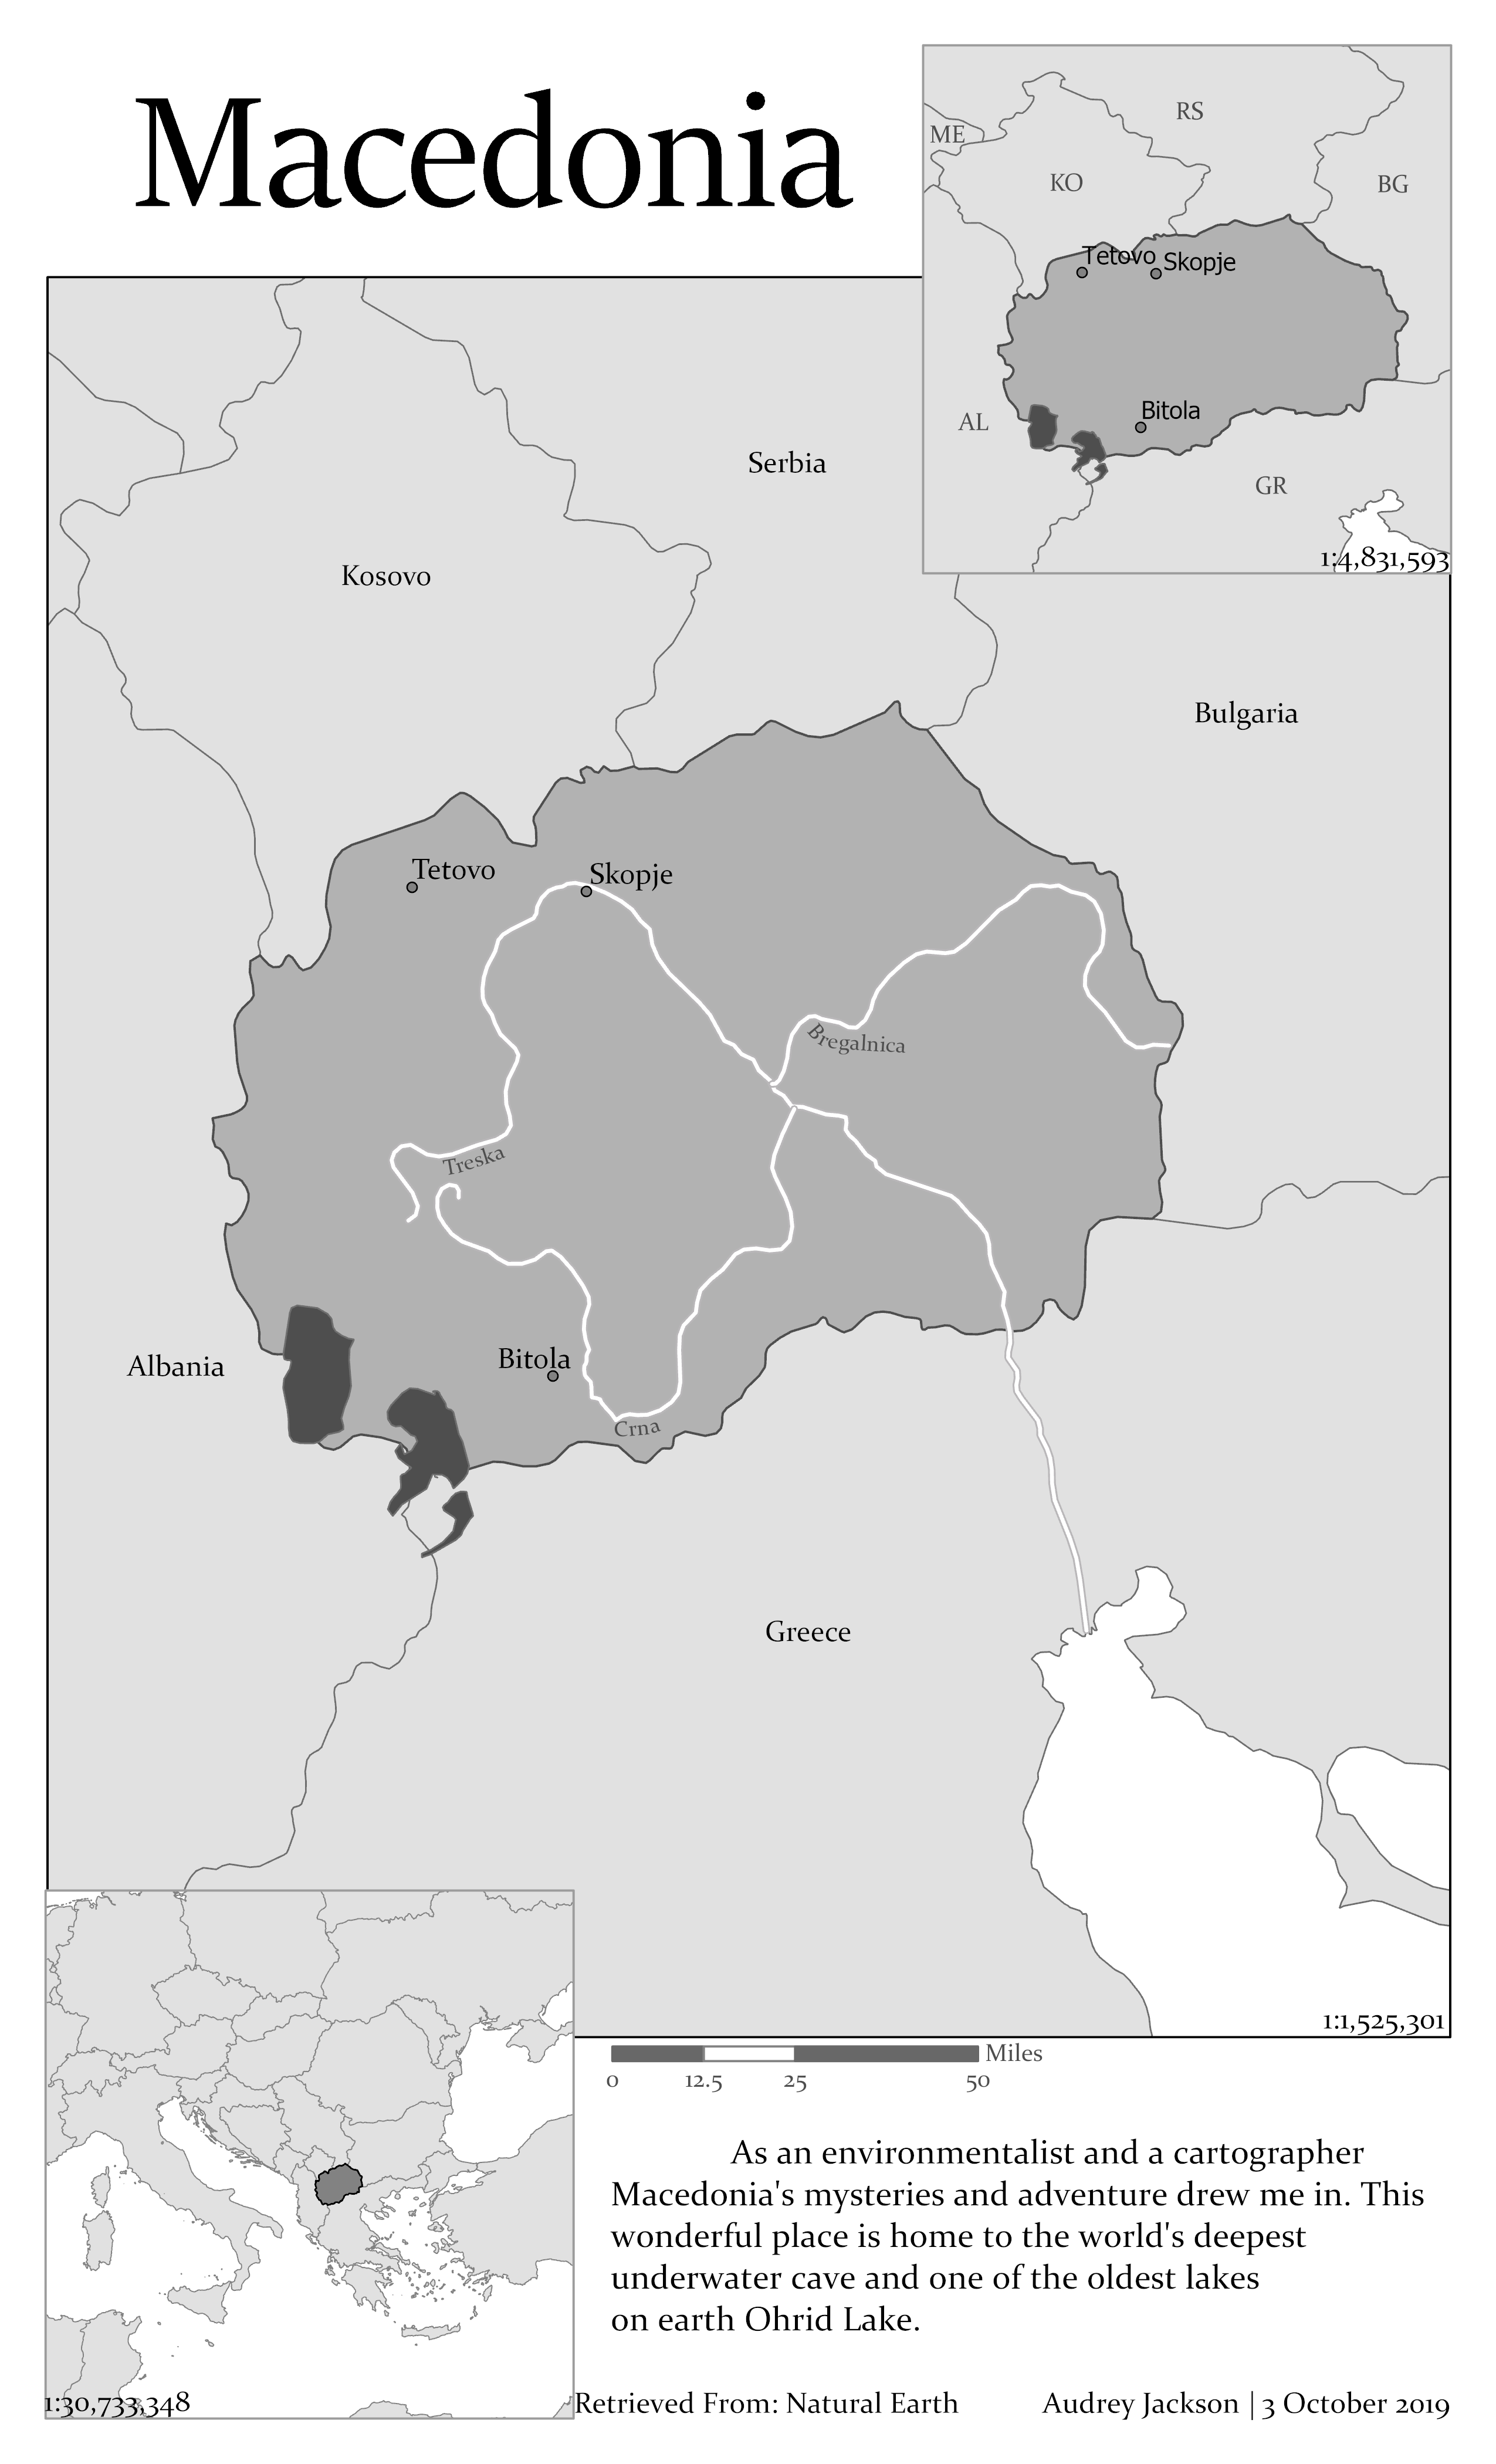 Macedonia
ME
RS
KO
BG
Tetovo
Skopje
AL
Bitola
GR
1:4,831,593
Serbia
Kosovo
Bulgaria
Tetovo
Skopje
Bregalnica
Treska
Albania
Bitola
Crna
Greece
1:1,525,301
Miles
0 12.5 25 50
As an environmentalist and a cartographer
Macedonia's mysteries and adventure drew me in. This
wonderful place is home to the world's deepest
underwater cave and one of the oldest lakes
on earth Ohrid Lake.
1:30,733,348
Retrieved From: Natural Earth
Audrey Jackson | 3 October 2019